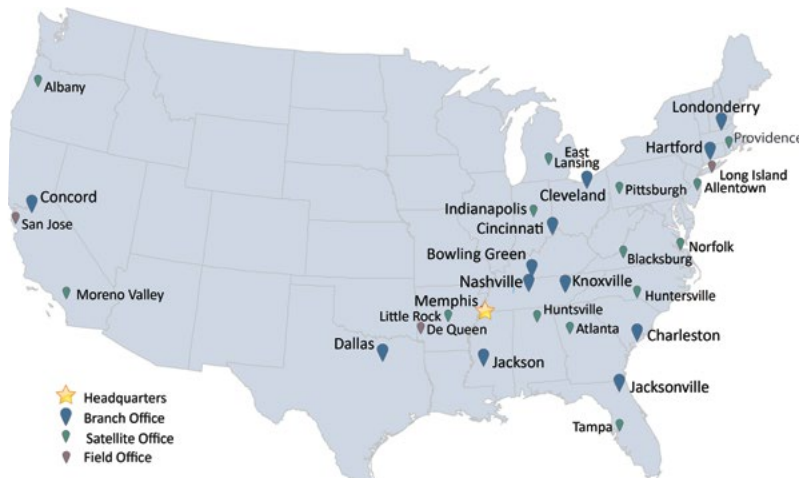 Albany
Londonderry
Providence
Hartford
East
Lansing
Long Island
Cleveland
Pittsburgh
Allentown
Concord
San Jose
Indianapolis
Cincinnati
Norfolk
Blacksburg
Bowling Green
Nashville
Knoxville
Moreno Valley
Huntersville
Memphis
Little Rock
De Queen
Huntsville
Atlanta
Charleston
Dallas
Jackson
Jacksonville
Tampa
Headquarters
Branch Office
Satellite Office
Field Office